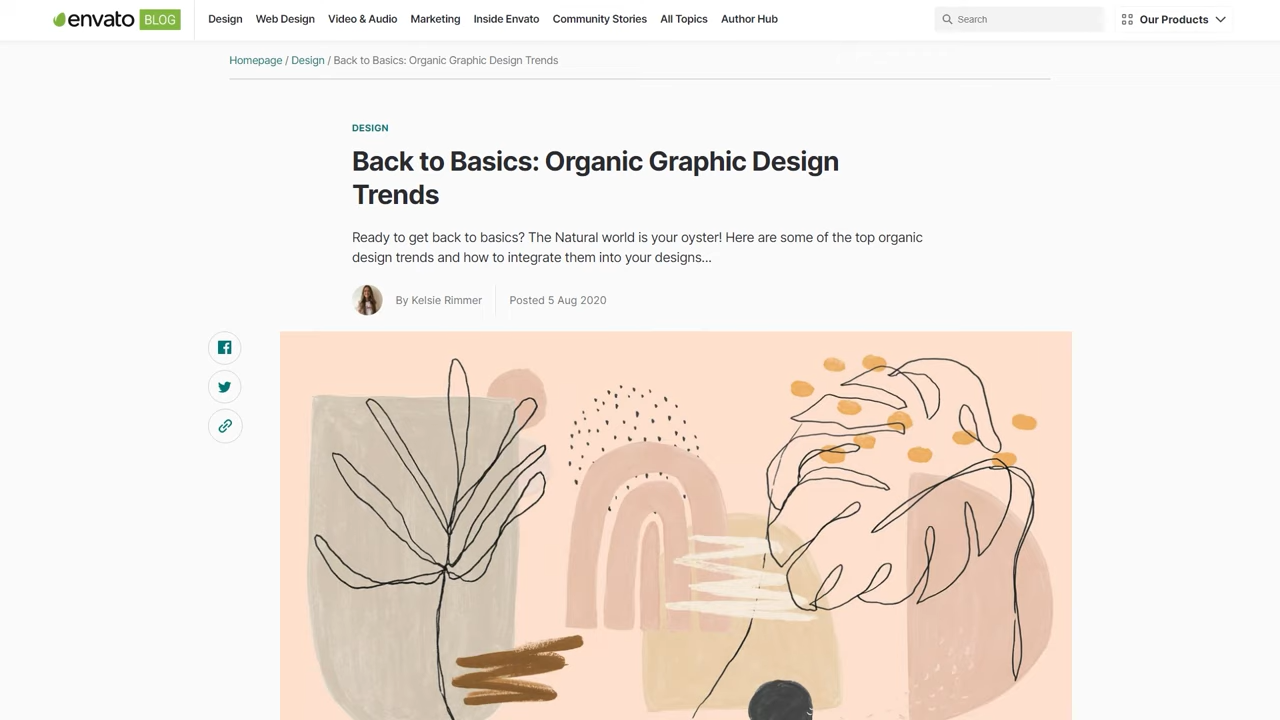 envato BLOG Design Web Design Video & Audio Marketing Inside Envato Community Stories All Topics Author Hub Search Our Products
Homepage / Design / Back to Basics: Organic Graphic Design Trends
DESIGN
Back to Basics: Organic Graphic Design
Trends
Ready to get back to basics? The Natural world is your oyster! Here are some of the top organic
design trends and how to integrate them into your designs...
By Kelsie Rimmer Posted 5 Aug 2020